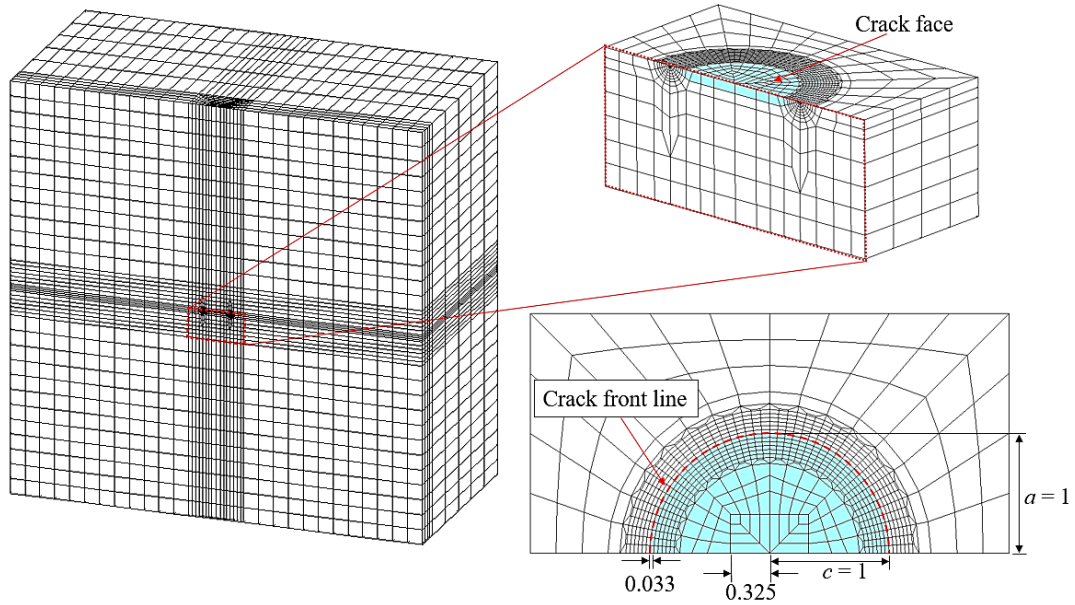 Crack face
Crack front line
a = 1
0.033
0.325
c = 1